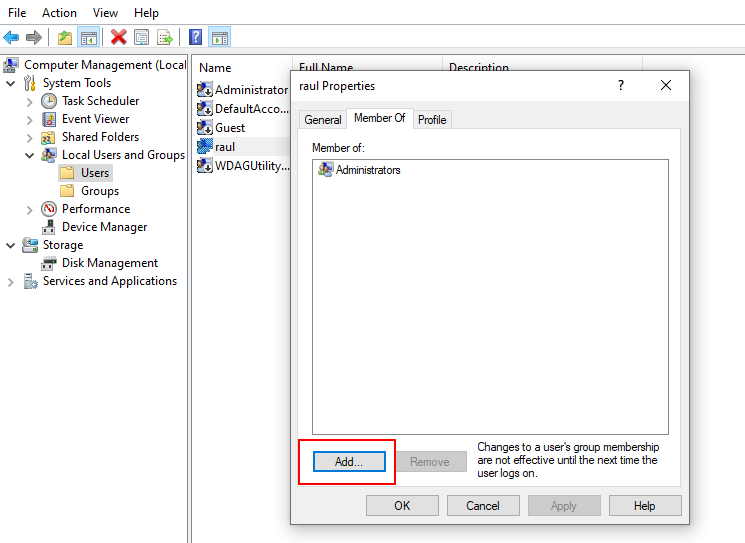 File Action View Help
Computer Management (Local
System Tools
Task Scheduler
Event Viewer
Shared Folders
Local Users and Groups
Users
Groups
Performance
Device Manager
Storage
Disk Management
Services and Applications
Name Full Name Description
Administrator
DefaultAcco...
Guest
raul
WDAGUtility...
raul Properties
General Member Of Profile
Member of:
Administrators
Add... Remove
Changes to a user's group membership
are not effective until the next time the
user logs on.
OK Cancel Apply Help